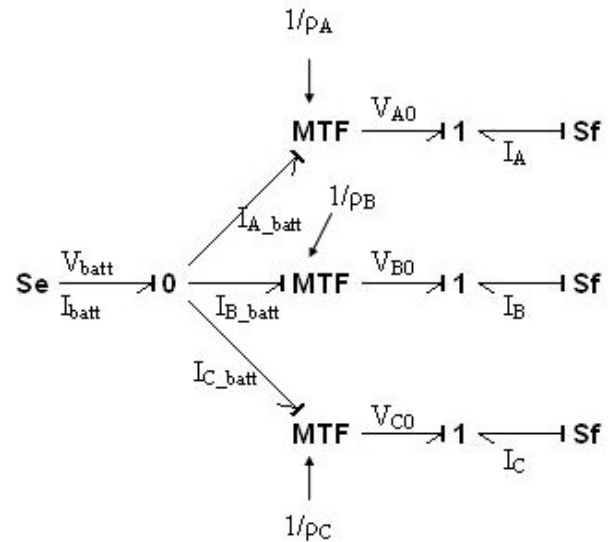 1/ρA
MTF VA0 1 IA Sf
IA_batt
1/ρB
Se Vbatt Ibatt 0 IB_batt MTF VB0 1 IB Sf
IC_batt
MTF VC0 1 IC Sf
1/ρC